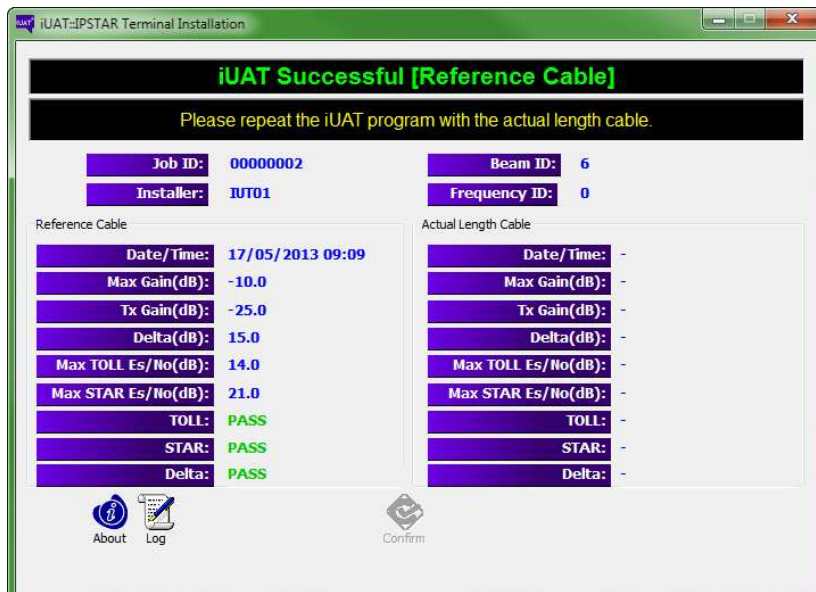 iUAT::IPSTAR Terminal Installation
iUAT Successful [Reference Cable]
Please repeat the iUAT program with the actual length cable.
Job ID: 00000002 Beam ID: 6
Installer: IUT01 Frequency ID: 0
Reference Cable
Date/Time: 17/05/2013 09:09
Max Gain(dB): -10.0
Tx Gain(dB): -25.0
Delta(dB): 15.0
Max TOLL Es/No(dB): 14.0
Max STAR Es/No(dB): 21.0
TOLL: PASS
STAR: PASS
Delta: PASS
Actual Length Cable
Date/Time: -
Max Gain(dB): -
Tx Gain(dB): -
Delta(dB): -
Max TOLL Es/No(dB): -
Max STAR Es/No(dB): -
TOLL: -
STAR: -
Delta: -
About Log Confirm